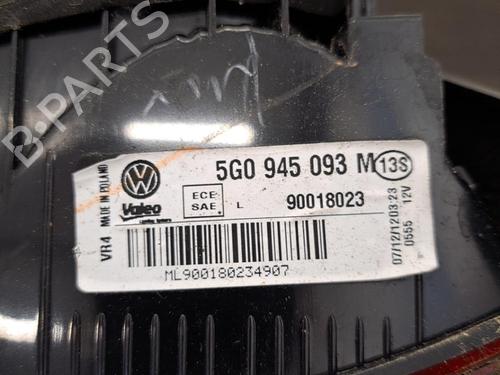 B-PARTS
VR4 MADE IN POLAND
VW
Valeo
ECE
SAE
L
5G0 945 093 M
13S
90018023
07/12/1203:23
0555 12V
ML900180234907